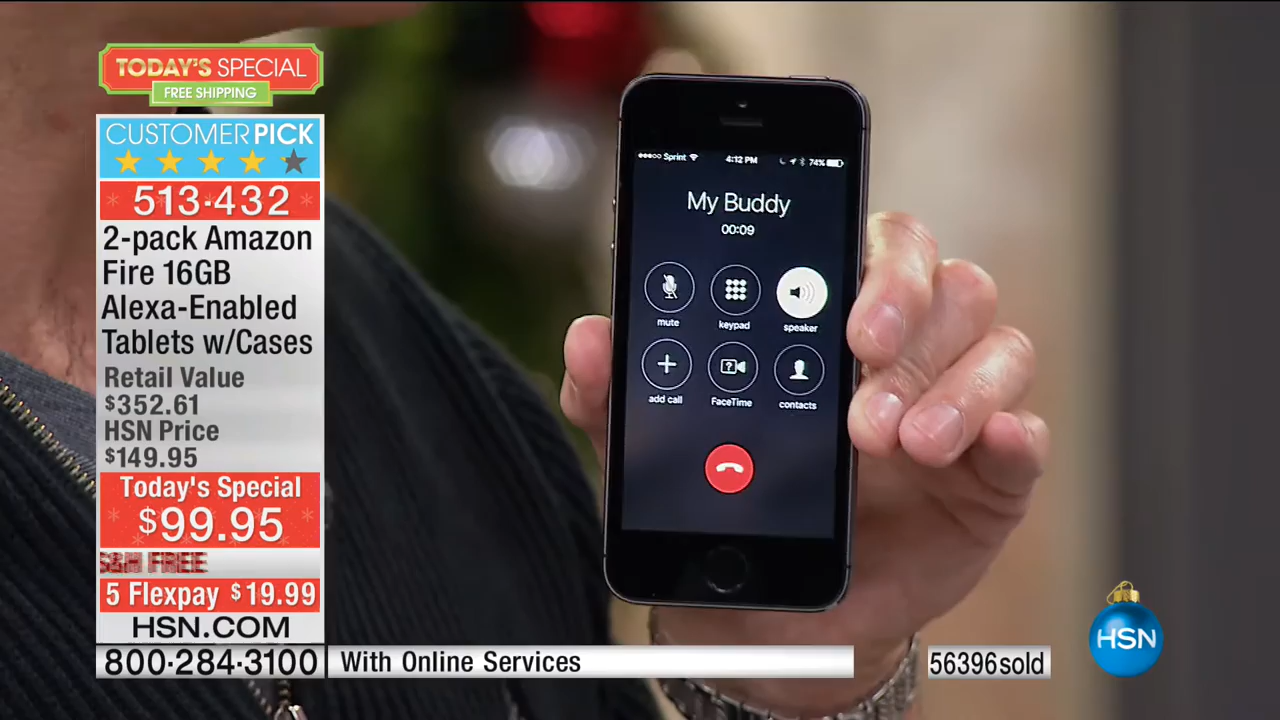 TODAY'S SPECIAL
FREE SHIPPING
CUSTOMER PICK
513-432
2-pack Amazon
Fire 16GB
Alexa-Enabled
Tablets w/Cases
Retail Value
$352.61
HSN Price
$149.95
Today's Special
$99.95
S&H FREE
5 Flexpay $19.99
HSN.COM
800-284-3100
With Online Services
56396 sold
HSN
Sprint
4:12 PM
74%
My Buddy
00:09
mute
keypad
speaker
add call
FaceTime
contacts